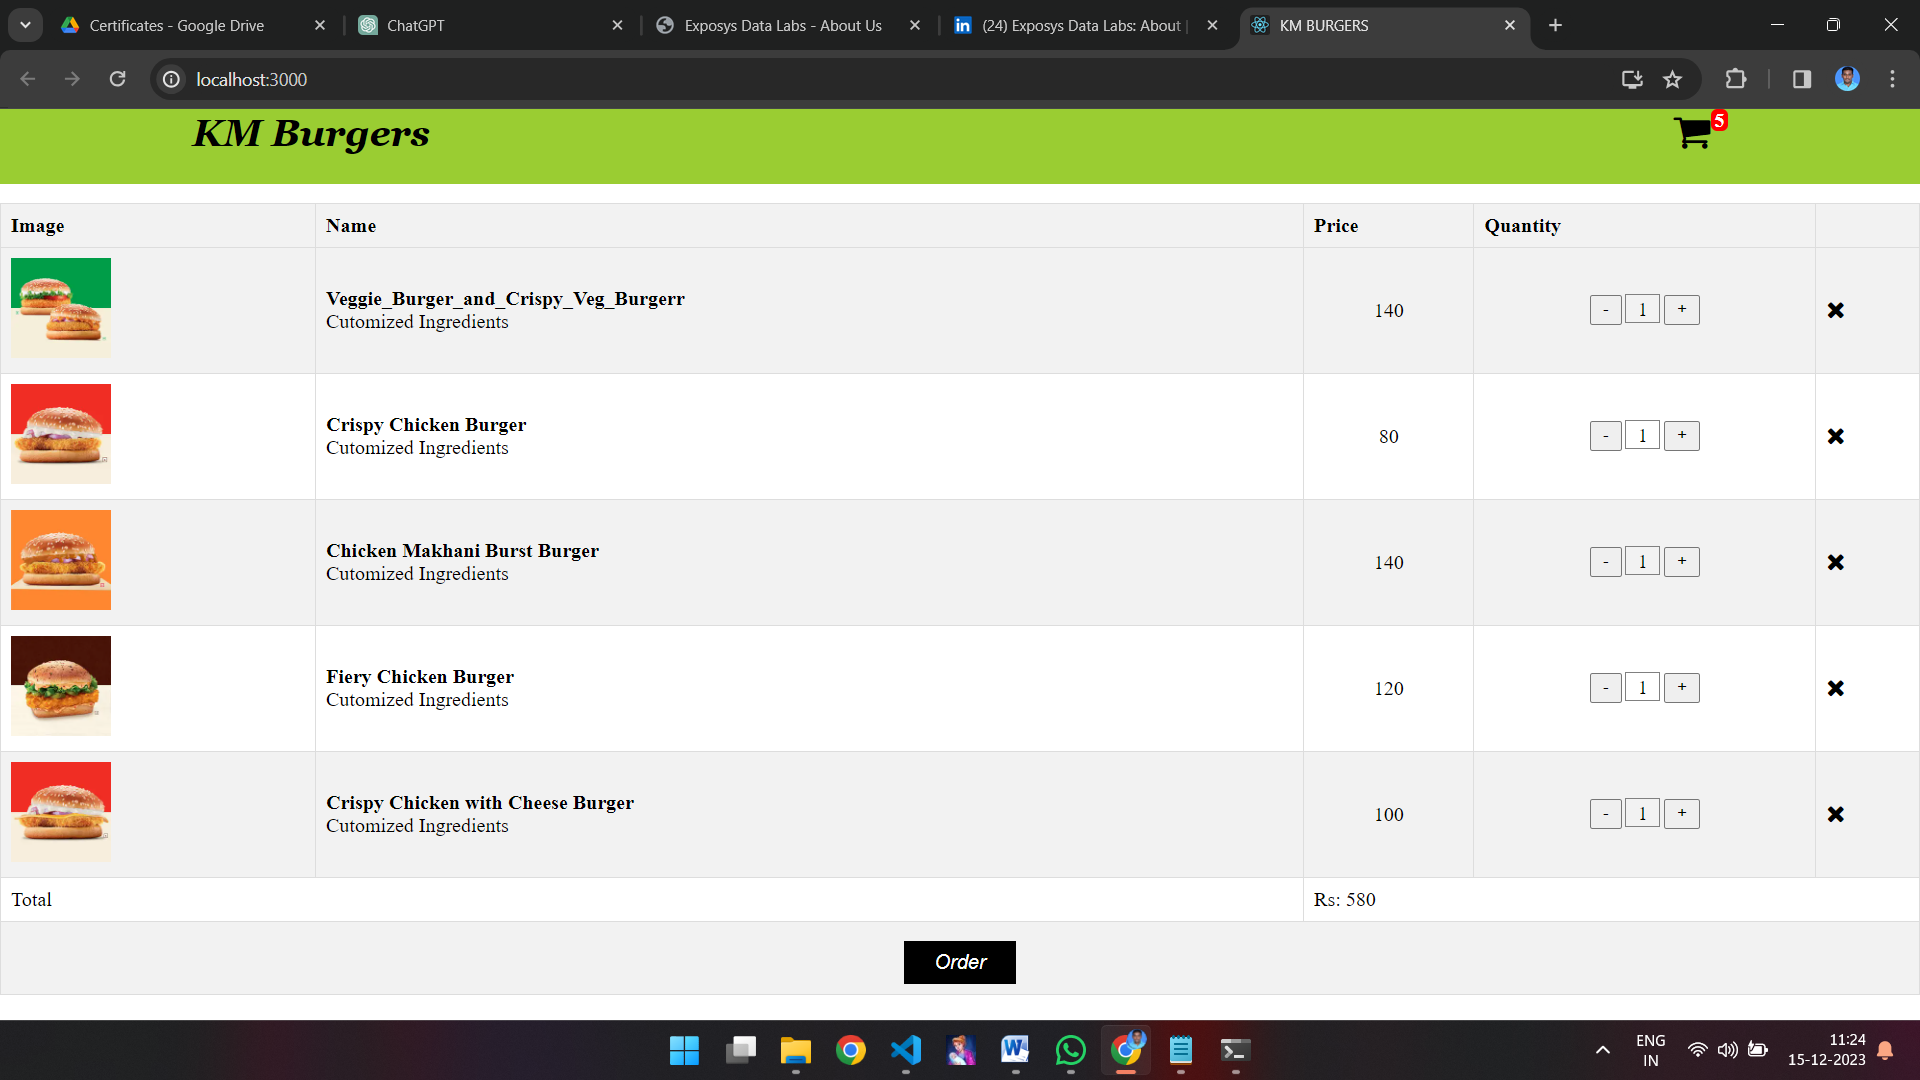 Certificates - Google Drive
ChatGPT
Exposys Data Labs - About Us
(24) Exposys Data Labs: About
KM BURGERS
localhost:3000
KM Burgers
5
Image Name Price Quantity
Veggie_Burger_and_Crispy_Veg_Burgerr
Cutomized Ingredients
140
- 1 +
Crispy Chicken Burger
Cutomized Ingredients
80
- 1 +
Chicken Makhani Burst Burger
Cutomized Ingredients
140
- 1 +
Fiery Chicken Burger
Cutomized Ingredients
120
- 1 +
Crispy Chicken with Cheese Burger
Cutomized Ingredients
100
- 1 +
Total Rs: 580
Order
ENG
IN
11:24
15-12-2023